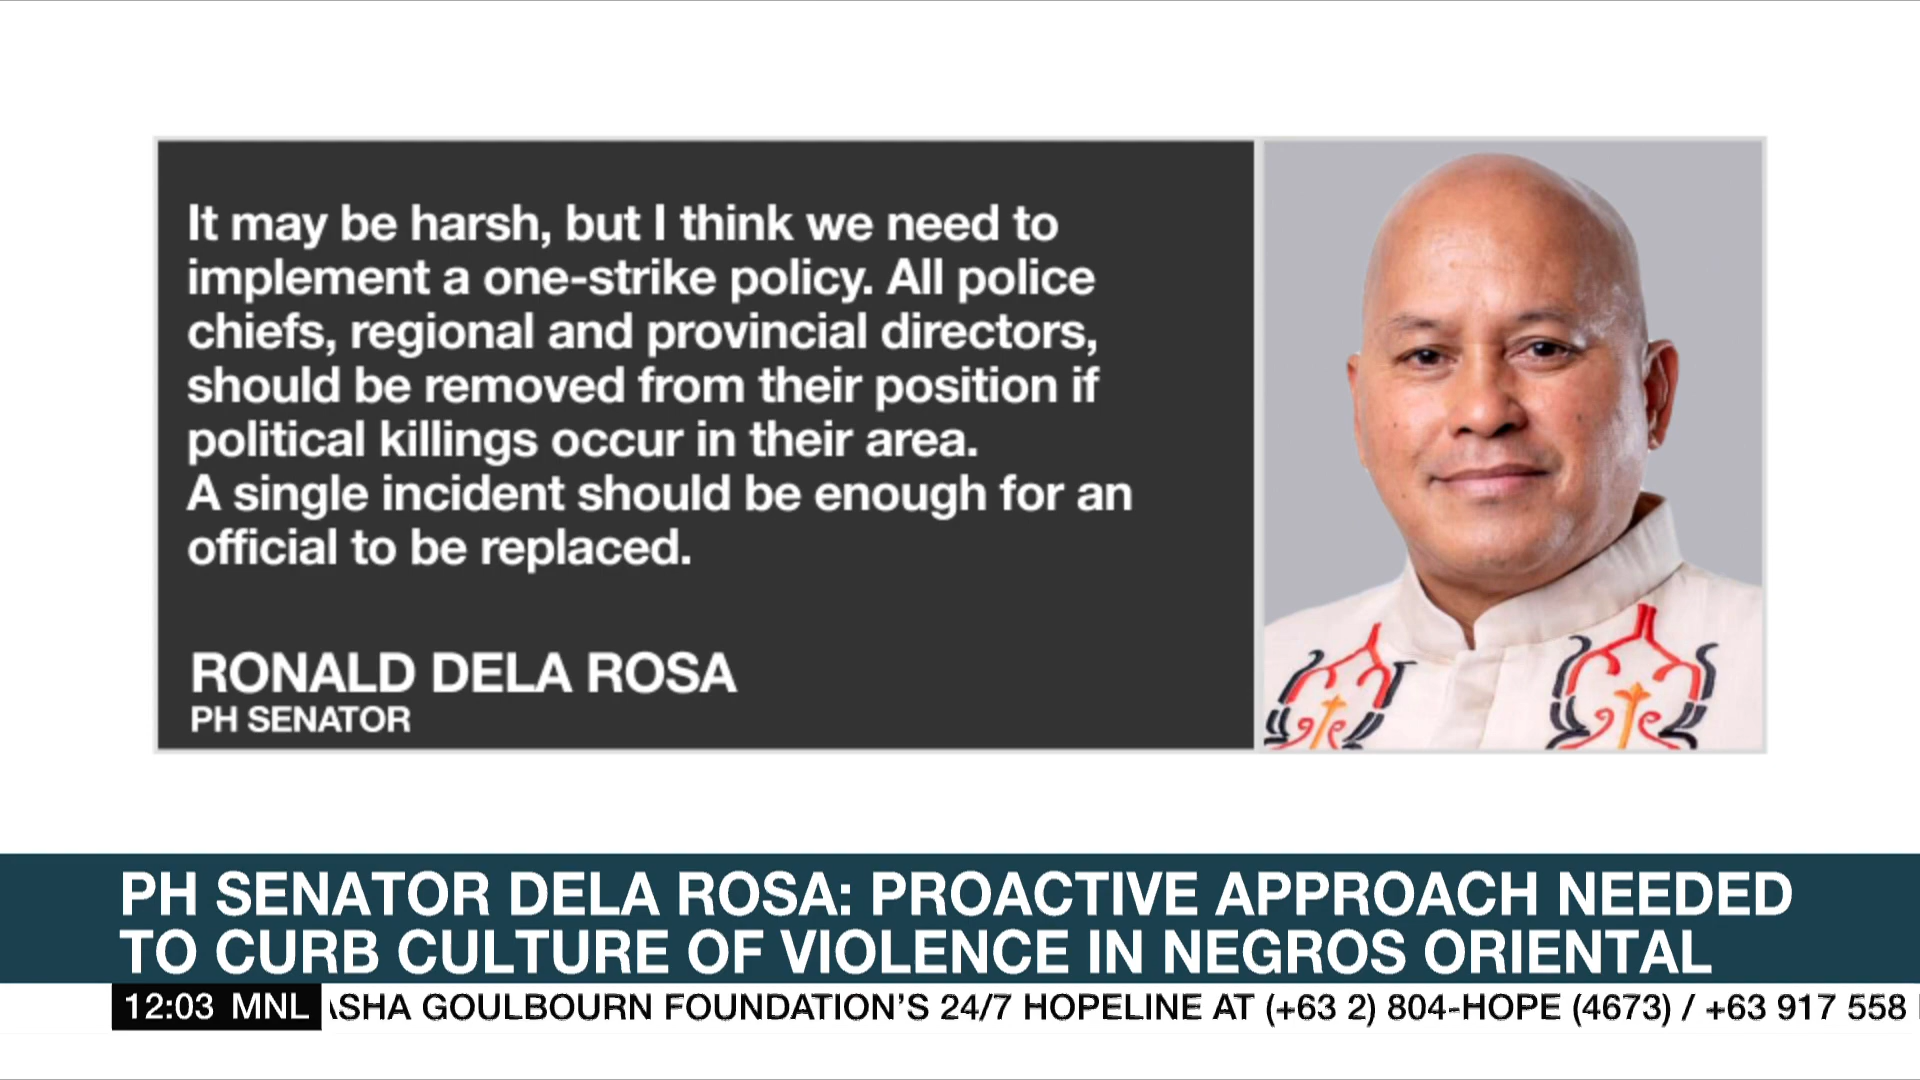 It may be harsh, but I think we need to
implement a one-strike policy. All police
chiefs, regional and provincial directors,
should be removed from their position if
political killings occur in their area.
A single incident should be enough for an
official to be replaced.
RONALD DELA ROSA
PH SENATOR
PH SENATOR DELA ROSA: PROACTIVE APPROACH NEEDED
TO CURB CULTURE OF VIOLENCE IN NEGROS ORIENTAL
12:03 MNL ASHA GOULBOURN FOUNDATION’S 24/7 HOPELINE AT (+63 2) 804-HOPE (4673) / +63 917 558